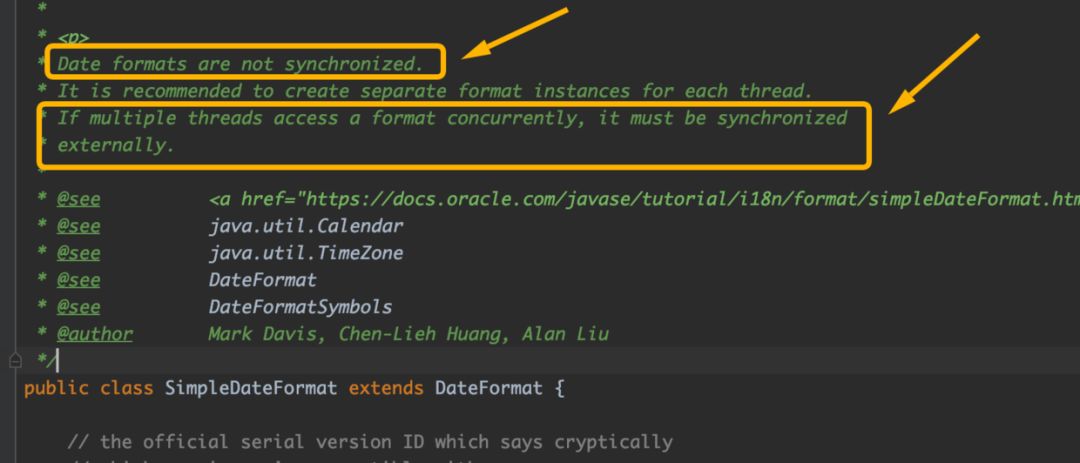 *
* <p>
* Date formats are not synchronized.
* It is recommended to create separate format instances for each thread.
* If multiple threads access a format concurrently, it must be synchronized
* externally.
*
* @see <a href="https://docs.oracle.com/javase/tutorial/i18n/format/simpleDateFormat.htm
* @see java.util.Calendar
* @see java.util.TimeZone
* @see DateFormat
* @see DateFormatSymbols
* @author Mark Davis, Chen-Lieh Huang, Alan Liu
*/
public class SimpleDateFormat extends DateFormat {
// the official serial version ID which says cryptically